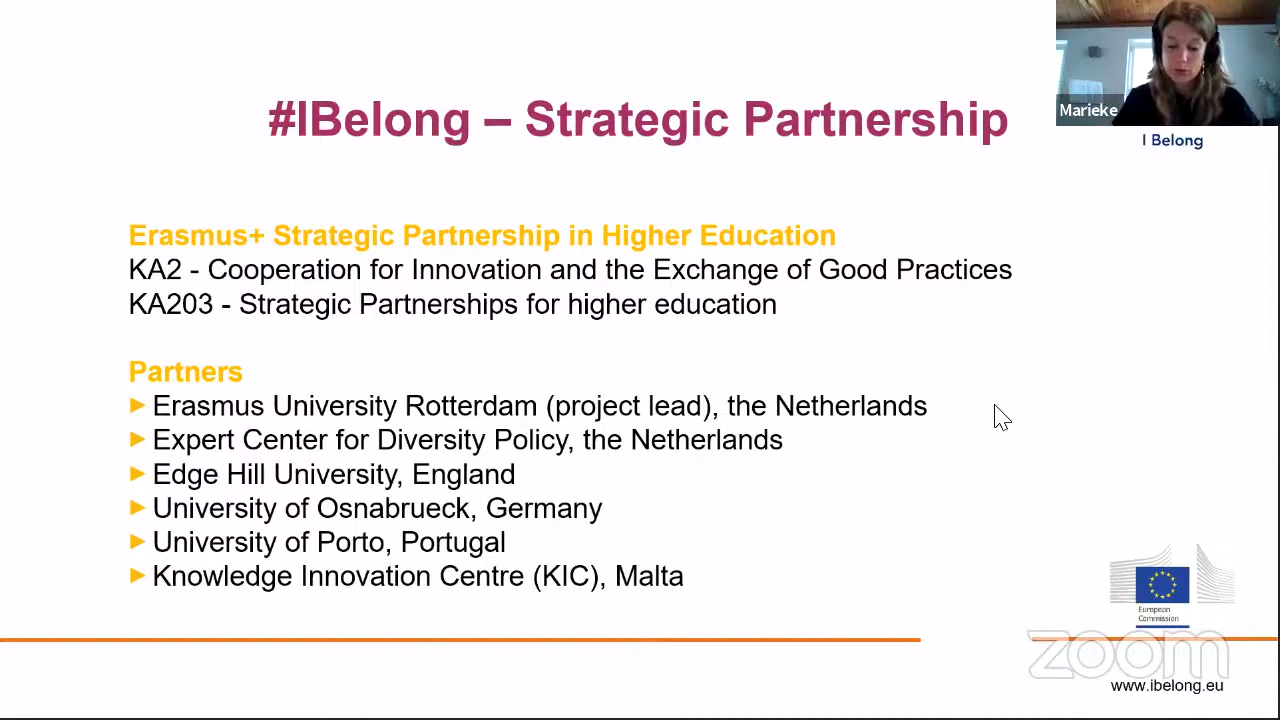 #IBelong – Strategic Partnership
Marieke
I Belong
Erasmus+ Strategic Partnership in Higher Education
KA2 - Cooperation for Innovation and the Exchange of Good Practices
KA203 - Strategic Partnerships for higher education
Partners
Erasmus University Rotterdam (project lead), the Netherlands
Expert Center for Diversity Policy, the Netherlands
Edge Hill University, England
University of Osnabrueck, Germany
University of Porto, Portugal
Knowledge Innovation Centre (KIC), Malta
European
Commission
zoom
www.ibelong.eu